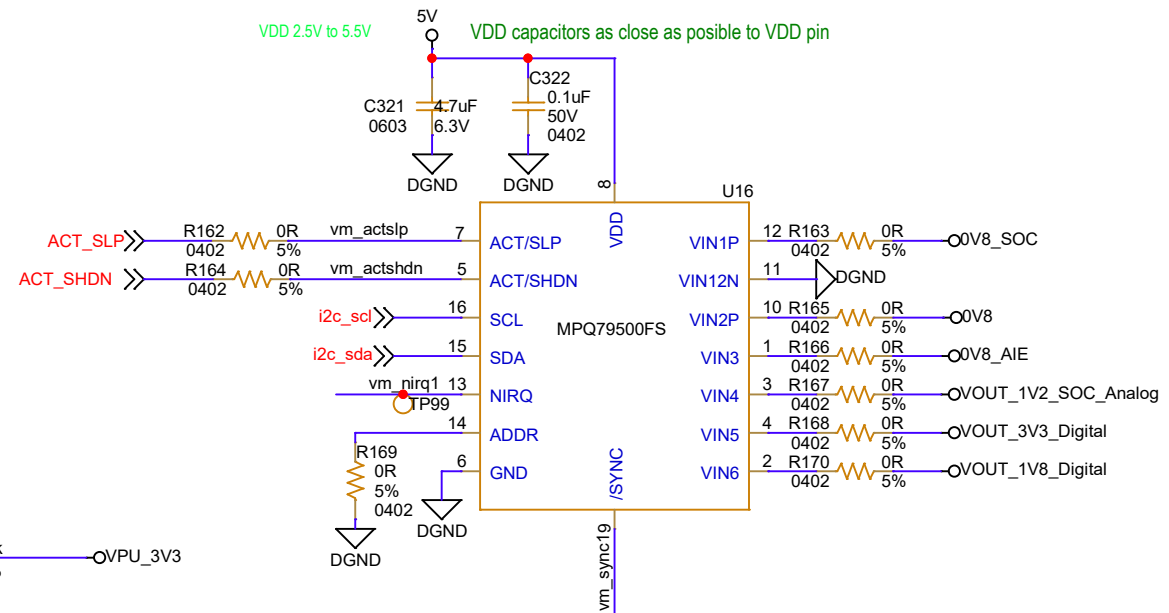 5V
VDD 2.5V to 5.5V
VDD capacitors as close as posible to VDD pin
C321
0603
4.7uF
6.3V
C322
0.1uF
50V
0402
DGND
DGND
8
U16
VDD
ACT_SLP
R162
0402
0R
5%
vm_actslp
7
ACT/SLP
ACT_SHDN
R164
0402
0R
5%
vm_actshdn
5
ACT/SHDN
i2c_scl
16
SCL
i2c_sda
15
SDA
vm_nirq1
13
NIRQ
TP99
14
ADDR
R169
0R
5%
0402
DGND
6
GND
DGND
MPQ79500FS
VIN1P
12
R163
0402
0R
5%
0V8_SOC
VIN12N
11
DGND
VIN2P
10
R165
0402
0R
5%
0V8
VIN3
1
R166
0402
0R
5%
0V8_AIE
VIN4
3
R167
0402
0R
5%
VOUT_1V2_SOC_Analog
VIN5
4
R168
0402
0R
5%
VOUT_3V3_Digital
VIN6
2
R170
0402
0R
5%
VOUT_1V8_Digital
/SYNC
vm_sync19
VPU_3V3